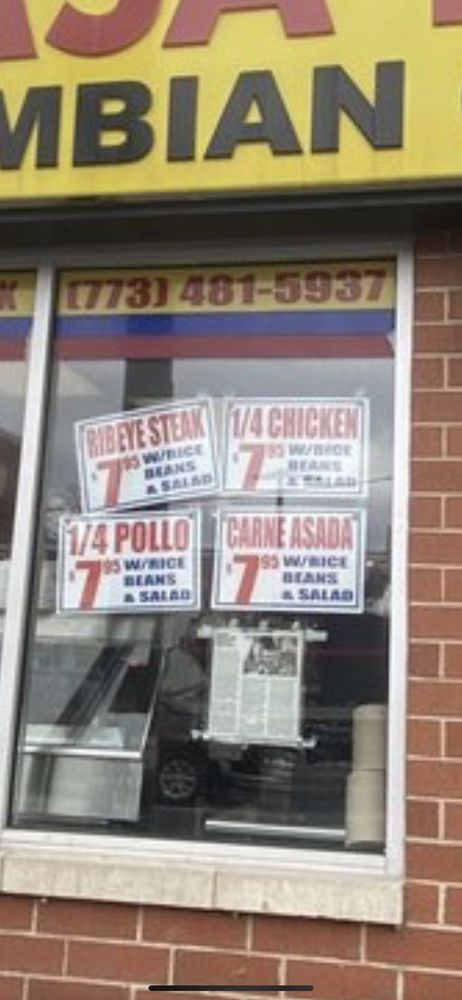 ASA
MBIAN
K
(773) 481-5937
RIBEYE STEAK
$7.95 W/RICE
BEANS
& SALAD
1/4 CHICKEN
$7.95 W/RICE
BEANS
& SALAD
1/4 POLLO
$7.95 W/RICE
BEANS
& SALAD
CARNE ASADA
$7.95 W/RICE
BEANS
& SALAD